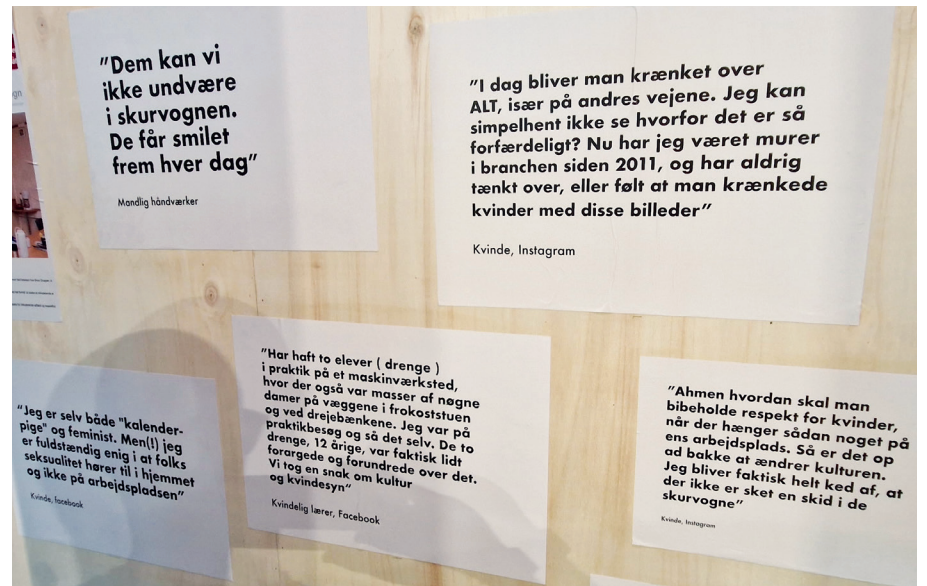 "Dem kan vi
ikke undvære
i skurvognen.
De får smilet
frem hver dag"
Mandlig håndværker
"I dag bliver man krænket over
ALT, især på andres vejene. Jeg kan
simpelhent ikke se hvorfor det er så
forfærdeligt? Nu har jeg været murer
i branchen siden 2011, og har aldrig
tænkt over, eller følt at man krænkede
kvinder med disse billeder"
Kvinde, Instagram
"Jeg er selv både "kalender-
pige" og feminist. Men(!) jeg
er fuldstændig enig i at folks
seksualitet hører til i hjemmet
og ikke på arbejdspladsen"
Kvinde, facebook
"Har haft to elever ( drenge )
i praktik på et maskinværksted,
hvor der også var masser af nøgne
damer på væggene i frokoststuen
og ved drejebænkene. Jeg var på
praktikbesøg og så det selv. De to
drenge, 12 årige, var faktisk lidt
forargede og forundrede over det.
Vi tog en snak om kultur
og kvindesyn"
Kvindelig lærer, Facebook
"Ahmen hvordan skal man
bibeholde respekt for kvinder,
når der hænger sådan noget på
ens arbejdsplads. Så er det op
ad bakke at ændrer kulturen.
Jeg bliver faktisk helt ked af, at
der ikke er sket en skid i de
skurvogne"
Kvinde, Instagram